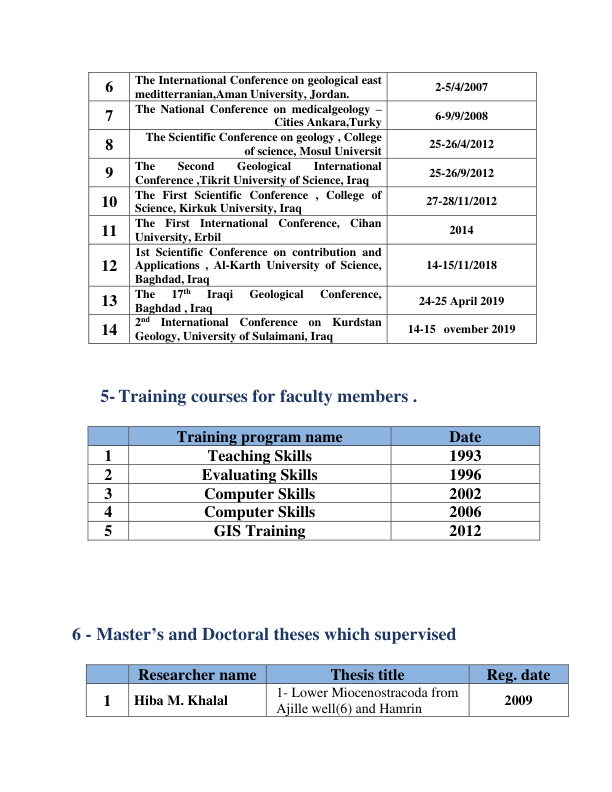 6 The International Conference on geological east 2-5/4/2007
meditterranian,Aman University, Jordan.
7 The National Conference on medicalgeology – 6-9/9/2008
Cities Ankara,Turky
8 The Scientific Conference on geology , College 25-26/4/2012
of science, Mosul Universit
9 The Second Geological International 25-26/9/2012
Conference ,Tikrit University of Science, Iraq
10 The First Scientific Conference , College of 27-28/11/2012
Science, Kirkuk University, Iraq
11 The First International Conference, Cihan 2014
University, Erbil
1st Scientific Conference on contribution and
12 Applications , Al-Karth University of Science, 14-15/11/2018
Baghdad, Iraq
13 The 17th Iraqi Geological Conference, 24-25 April 2019
Baghdad , Iraq
14 2nd International Conference on Kurdstan 14-15 ovember 2019
Geology, University of Sulaimani, Iraq
5- Training courses for faculty members .
Training program name Date
1 Teaching Skills 1993
2 Evaluating Skills 1996
3 Computer Skills 2002
4 Computer Skills 2006
5 GIS Training 2012
6 - Master’s and Doctoral theses which supervised
Researcher name Thesis title Reg. date
1 Hiba M. Khalal 1- Lower Miocenostracoda from 2009
Ajille well(6) and Hamrin